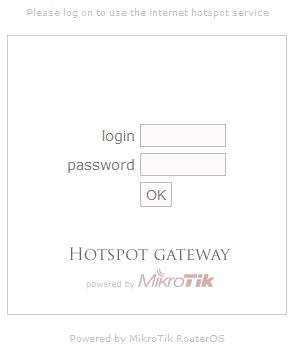 Please log on to use the internet hotspot service
login
password
OK
HOTSPOT GATEWAY
powered by MikroTik
Powered by MikroTik RouterOS